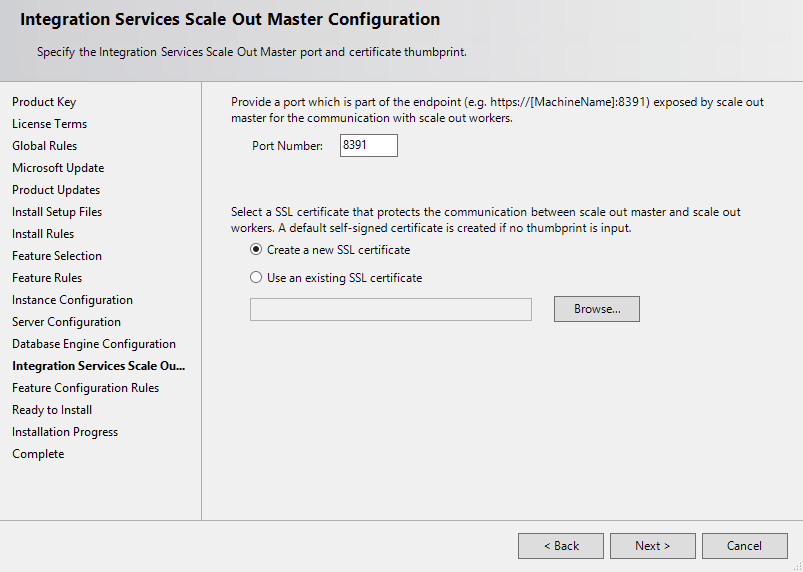 Integration Services Scale Out Master Configuration
Specify the Integration Services Scale Out Master port and certificate thumbprint.
Product Key
License Terms
Global Rules
Microsoft Update
Product Updates
Install Setup Files
Install Rules
Feature Selection
Feature Rules
Instance Configuration
Server Configuration
Database Engine Configuration
Integration Services Scale Ou...
Feature Configuration Rules
Ready to Install
Installation Progress
Complete
Provide a port which is part of the endpoint (e.g. https://[MachineName]:8391) exposed by scale out
master for the communication with scale out workers.
Port Number: 8391
Select a SSL certificate that protects the communication between scale out master and scale out
workers. A default self-signed certificate is created if no thumbprint is input.
Create a new SSL certificate
Use an existing SSL certificate
Browse...
< Back Next > Cancel